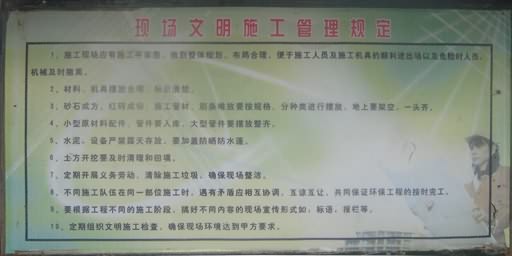 现场文明施工管理规定
1、施工现场应有施工平面图，做到整体规划，布局合理，便于施工人员及施工机具的顺利进出场以及危险时人员、
机械及时撤离。
2、材料、机具摆放合理，标识清楚。
3、砂石成方，红砖成垛，施工管材、钢条堆放要按规格、分种类进行摆放，地上要架空，一头齐。
4、小型原材料配件、管件要入库，大型管件要摆放整齐。
5、水泥、设备严禁露天存放，要加盖防晒防水蓬。
6、土方开挖要及时清理和回填。
7、定期开展义务劳动，清除施工垃圾，确保现场整洁。
8、不同施工队伍在同一部位施工时，遇有矛盾应相互协调，互谅互让，共同保证环保工程的按时完工。
9、要根据工程不同的施工阶段，搞好不同内容的现场宣传形式如，标语，报栏等。
10、定期组织文明施工检查，确保现场环境达到甲方要求。